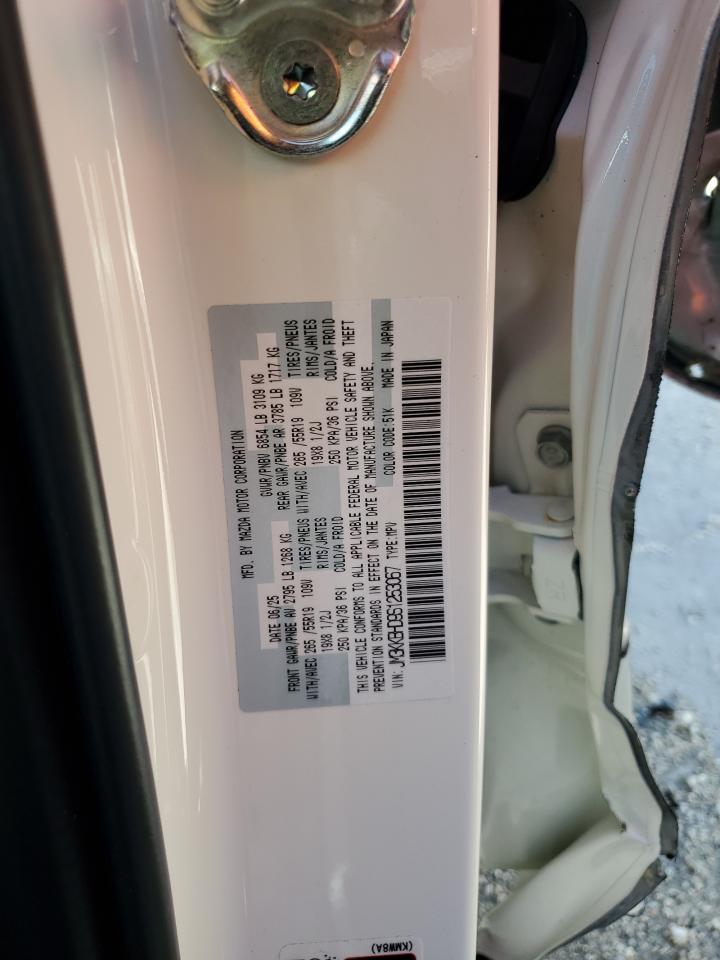 MFD. BY MAZDA MOTOR CORPORATION
DATE 06/25 GVWR/PNBV 6854 LB 3109 KG
FRONT GAWR/PNBE AV 2795 LB 1268 KG REAR GAWR/PNBE AR 3785 LB 1717 KG
WITH/AVEC 265 /55R19 109V TIRES/PNEUS WITH/AVEC 265 /55R19 109V TIRES/PNEUS
19X8 1/2J RIMS/JANTES 19X8 1/2J RIMS/JANTES
250 KPA/36 PSI COLD/A FROID 250 KPA/36 PSI COLD/A FROID
THIS VEHICLE CONFORMS TO ALL APPLICABLE FEDERAL MOTOR VEHICLE SAFETY AND THEFT
PREVENTION STANDARDS IN EFFECT ON THE DATE OF MANUFACTURE SHOWN ABOVE.
VIN: TYPE:MPV COLOR CODE:51K MADE IN JAPAN
ZR
(KMW8A)